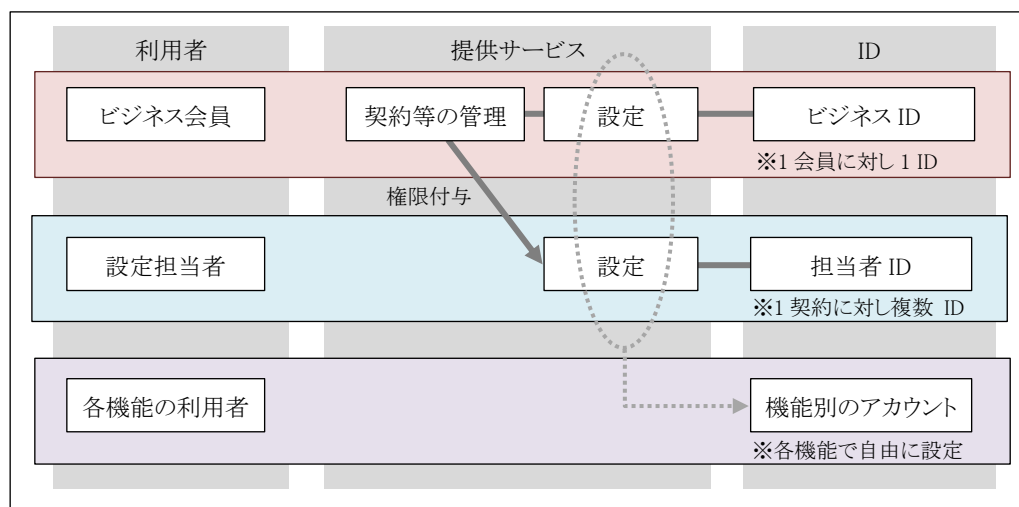 利用者
提供サービス
ID
ビジネス会員
契約等の管理
設定
ビジネス ID
※1 会員に対し 1 ID
権限付与
設定担当者
設定
担当者 ID
※1 契約に対し複数 ID
各機能の利用者
機能別のアカウント
※各機能で自由に設定